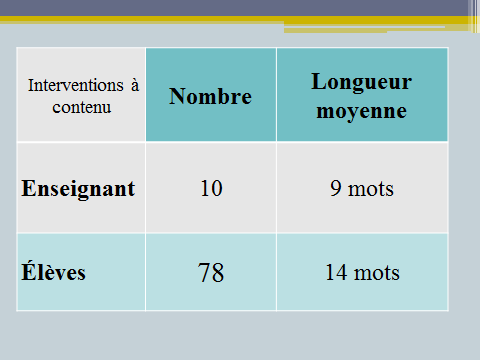 Interventions à
contenu
Nombre
Longueur
moyenne
Enseignant
10
9 mots
Élèves
78
14 mots